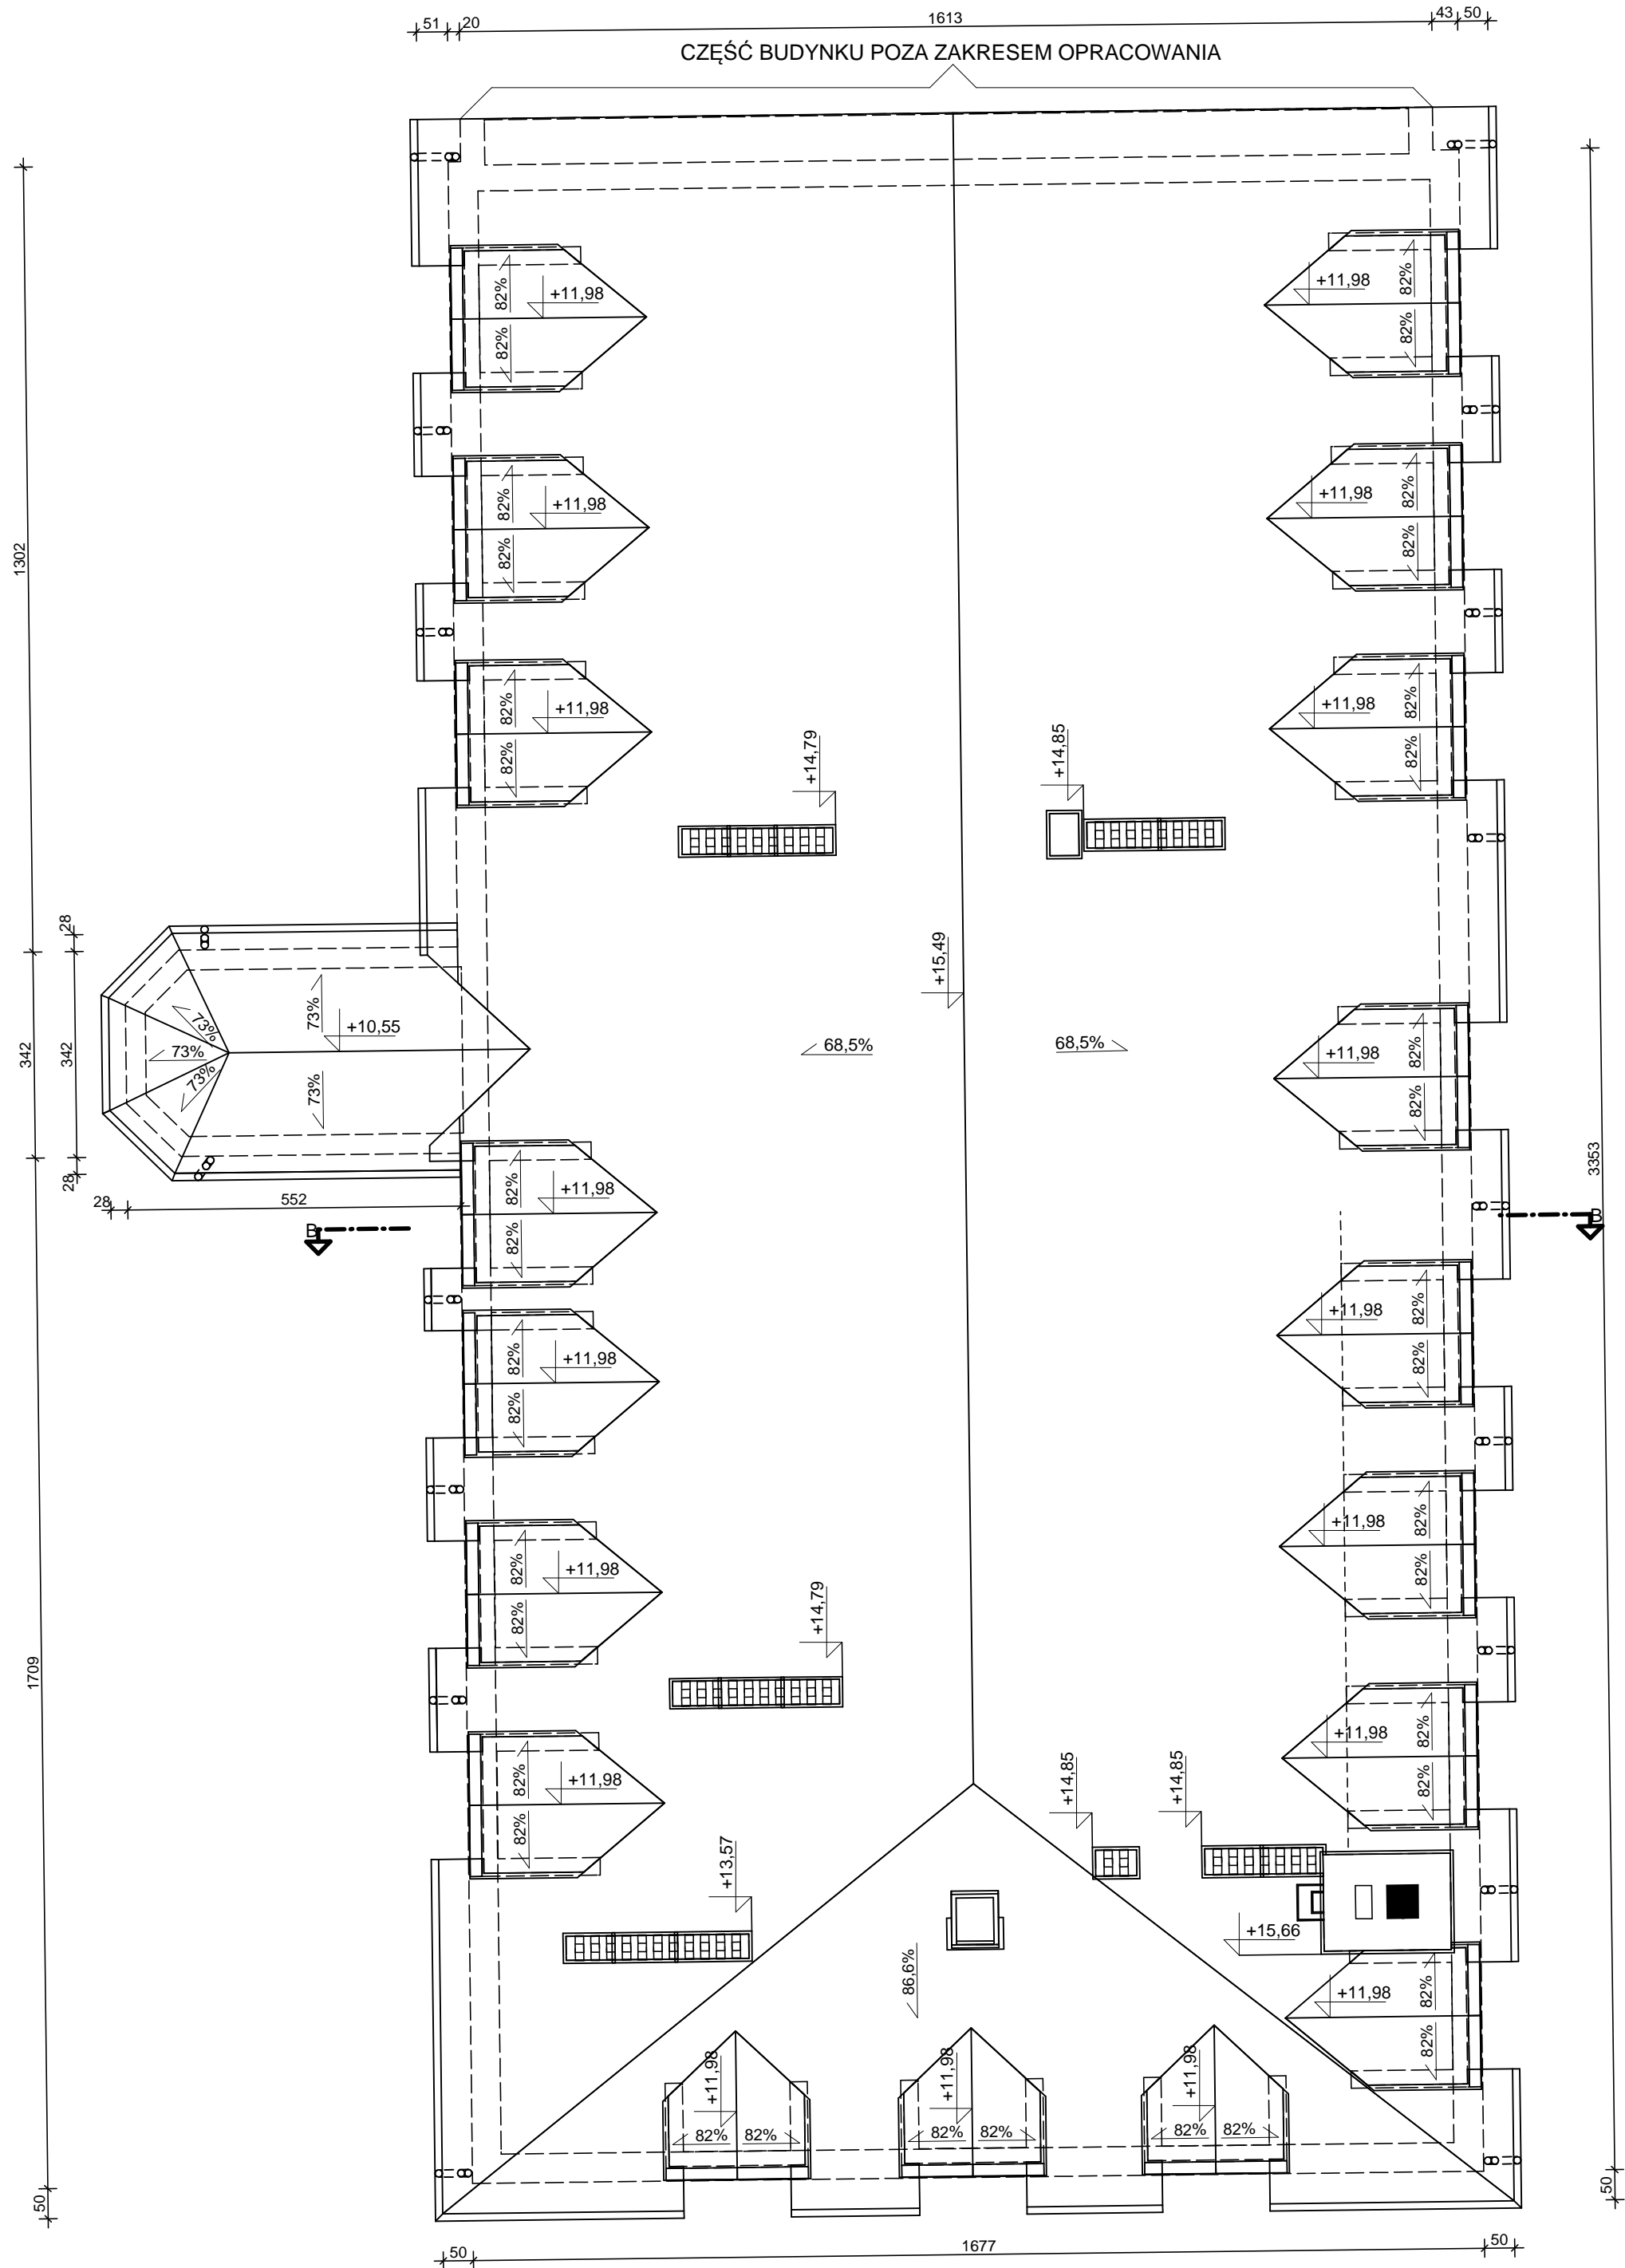 51 20 1613 43 50
CZĘŚĆ BUDYNKU POZA ZAKRESEM OPRACOWANIA
82% +11,98 +11,98 82%
82% 82%
1302
82% +11,98 +11,98 82%
82% 82%
82% +11,98 +11,98 82%
82% 82%
+14,79 +14,85
28
+15,49
73% 73% +10,55
342 342 73% 68,5% 68,5% +11,98 82%
73% 73% 82%
28
28 552
82% +11,98
82%
B B
3353
+11,98 82%
82%
82% +11,98
82%
+11,98 82%
82%
82% +11,98
82%
1709
+14,79
+11,98 82%
82%
82% +11,98
82%
+14,85 +14,85
+13,57
+15,66
86,6%
+11,98 82%
82%
+11,98 +11,98 +11,98
82% 82% 82% 82% 82% 82%
50 50
50 1677 50